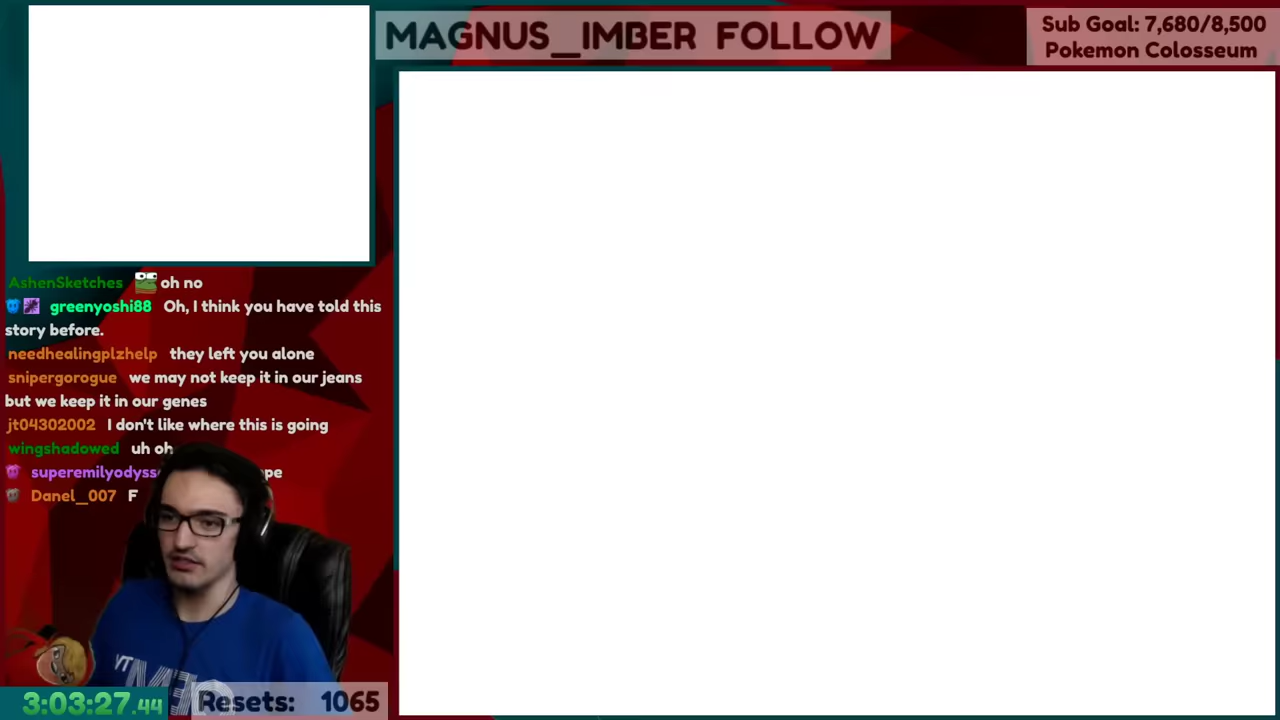 MAGNUS_IMBER FOLLOW
Sub Goal: 7,680/8,500
Pokemon Colosseum
AshenSketches oh no
greenyoshi88 Oh, I think you have told this
story before.
needhealingplzhelp they left you alone
snipergorogue we may not keep it in our jeans
but we keep it in our genes
jt04302002 I don't like where this is going
wingshadowed uh oh
Danel_007 F
YT
3:03:27.44
Resets: 1065